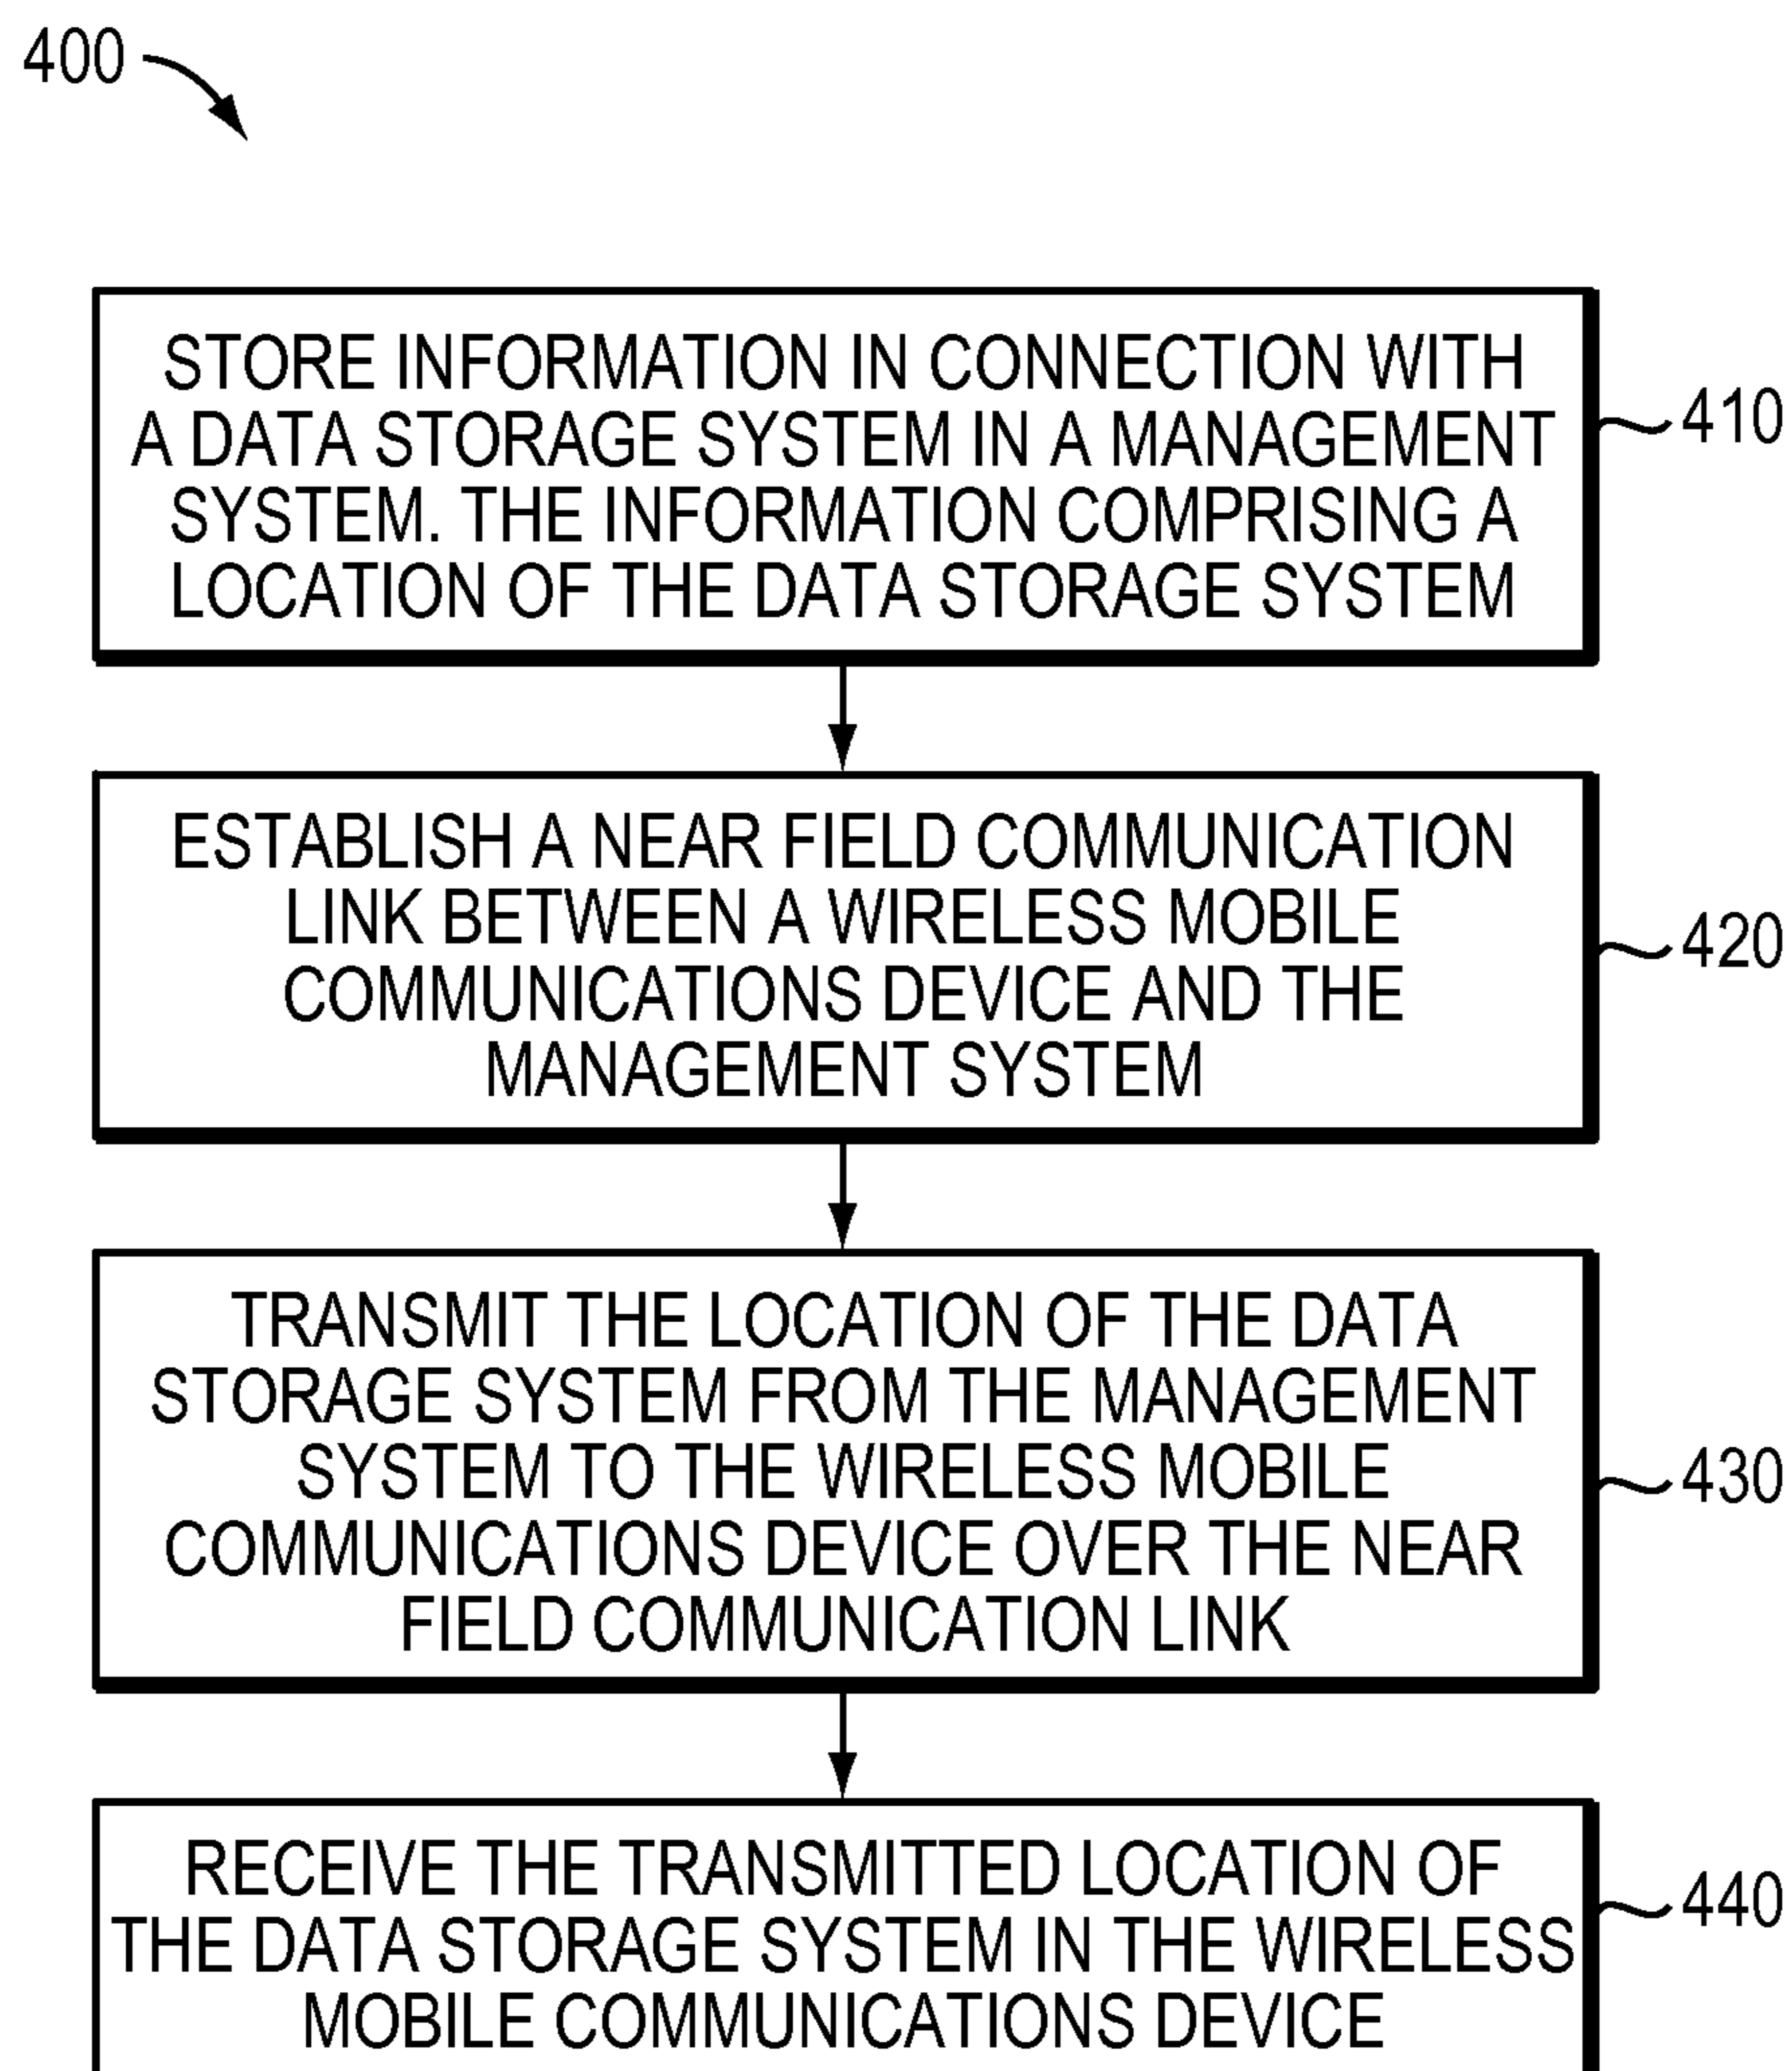 400
STORE INFORMATION IN CONNECTION WITH
A DATA STORAGE SYSTEM IN A MANAGEMENT
SYSTEM. THE INFORMATION COMPRISING A
LOCATION OF THE DATA STORAGE SYSTEM
410
ESTABLISH A NEAR FIELD COMMUNICATION
LINK BETWEEN A WIRELESS MOBILE
COMMUNICATIONS DEVICE AND THE
MANAGEMENT SYSTEM
420
TRANSMIT THE LOCATION OF THE DATA
STORAGE SYSTEM FROM THE MANAGEMENT
SYSTEM TO THE WIRELESS MOBILE
COMMUNICATIONS DEVICE OVER THE NEAR
FIELD COMMUNICATION LINK
430
RECEIVE THE TRANSMITTED LOCATION OF
THE DATA STORAGE SYSTEM IN THE WIRELESS
MOBILE COMMUNICATIONS DEVICE
440